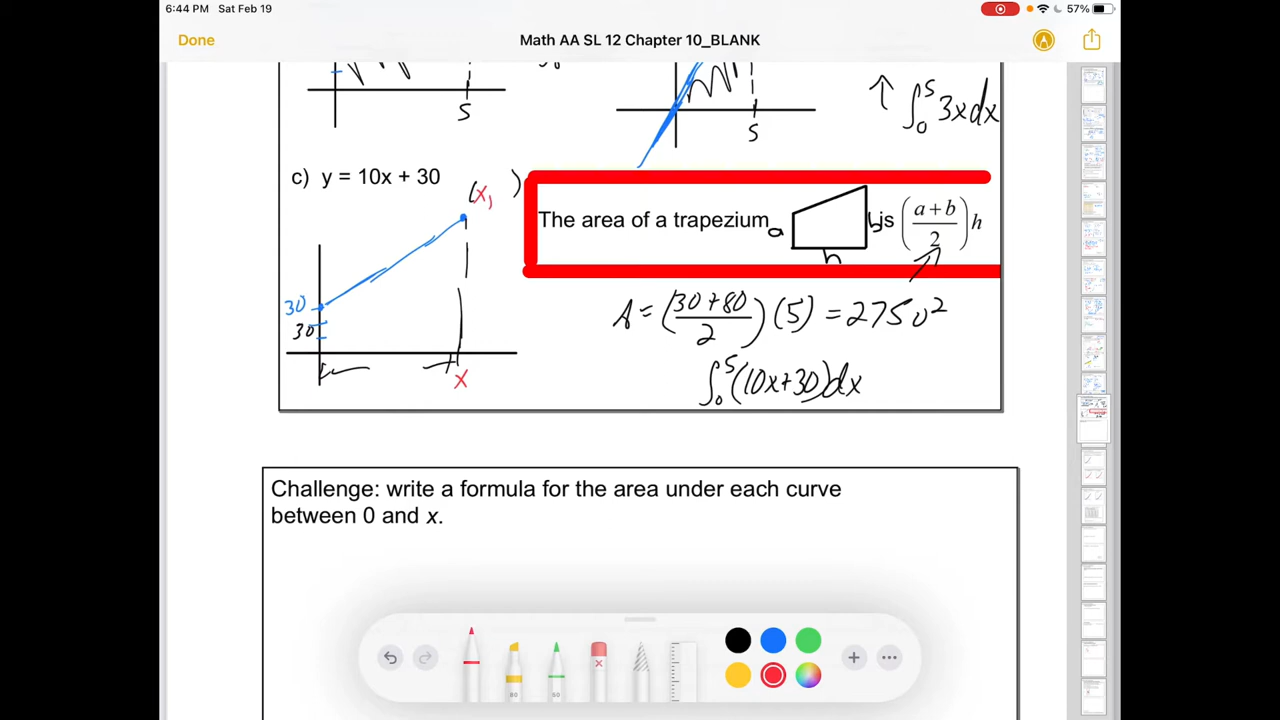 6:44 PM Sat Feb 19
57%
Done
Math AA SL 12 Chapter 10_BLANK
5
5
↑ ∫₀⁵ 3x dx
c) y = 10x + 30
(x, )
The area of a trapezium a b h is (a+b / 2) h
30
30
x
A = (30+80 / 2)(5) = 275 u²
∫₀⁵ (10x+30) dx
Challenge: write a formula for the area under each curve
between 0 and x.
80
60